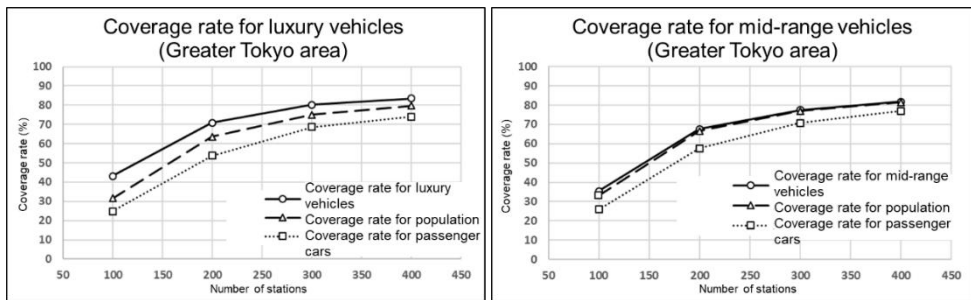 Coverage rate for luxury vehicles
(Greater Tokyo area)
100
90
80
70
60
50
40
30
20
10
0
Coverage rate (%)
Coverage rate for luxury
vehicles
Coverage rate for population
Coverage rate for passenger
cars
50 100 150 200 250 300 350 400 450
Number of stations
Coverage rate for mid-range vehicles
(Greater Tokyo area)
100
90
80
70
60
50
40
30
20
10
0
Coverage rate (%)
Coverage rate for mid-range
vehicles
Coverage rate for population
Coverage rate for passenger
cars
50 100 150 200 250 300 350 400 450
Number of stations